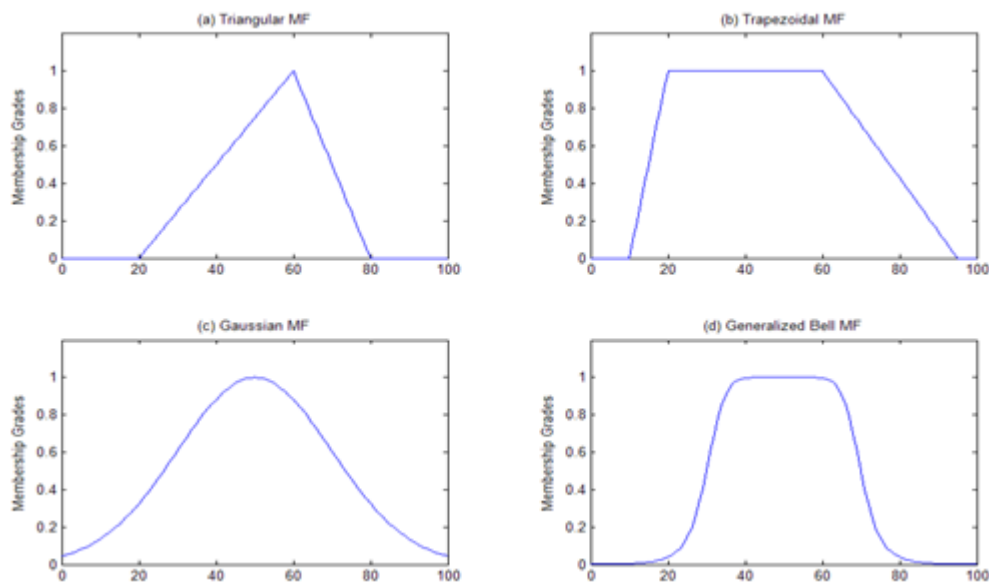 (a) Triangular MF
Membership Grades
1
0.8
0.6
0.4
0.2
0
0 20 40 60 80 100
(b) Trapezoidal MF
Membership Grades
1
0.8
0.6
0.4
0.2
0
0 20 40 60 80 100
(c) Gaussian MF
Membership Grades
1
0.8
0.6
0.4
0.2
0
0 20 40 60 80 100
(d) Generalized Bell MF
Membership Grades
1
0.8
0.6
0.4
0.2
0
0 20 40 60 80 100